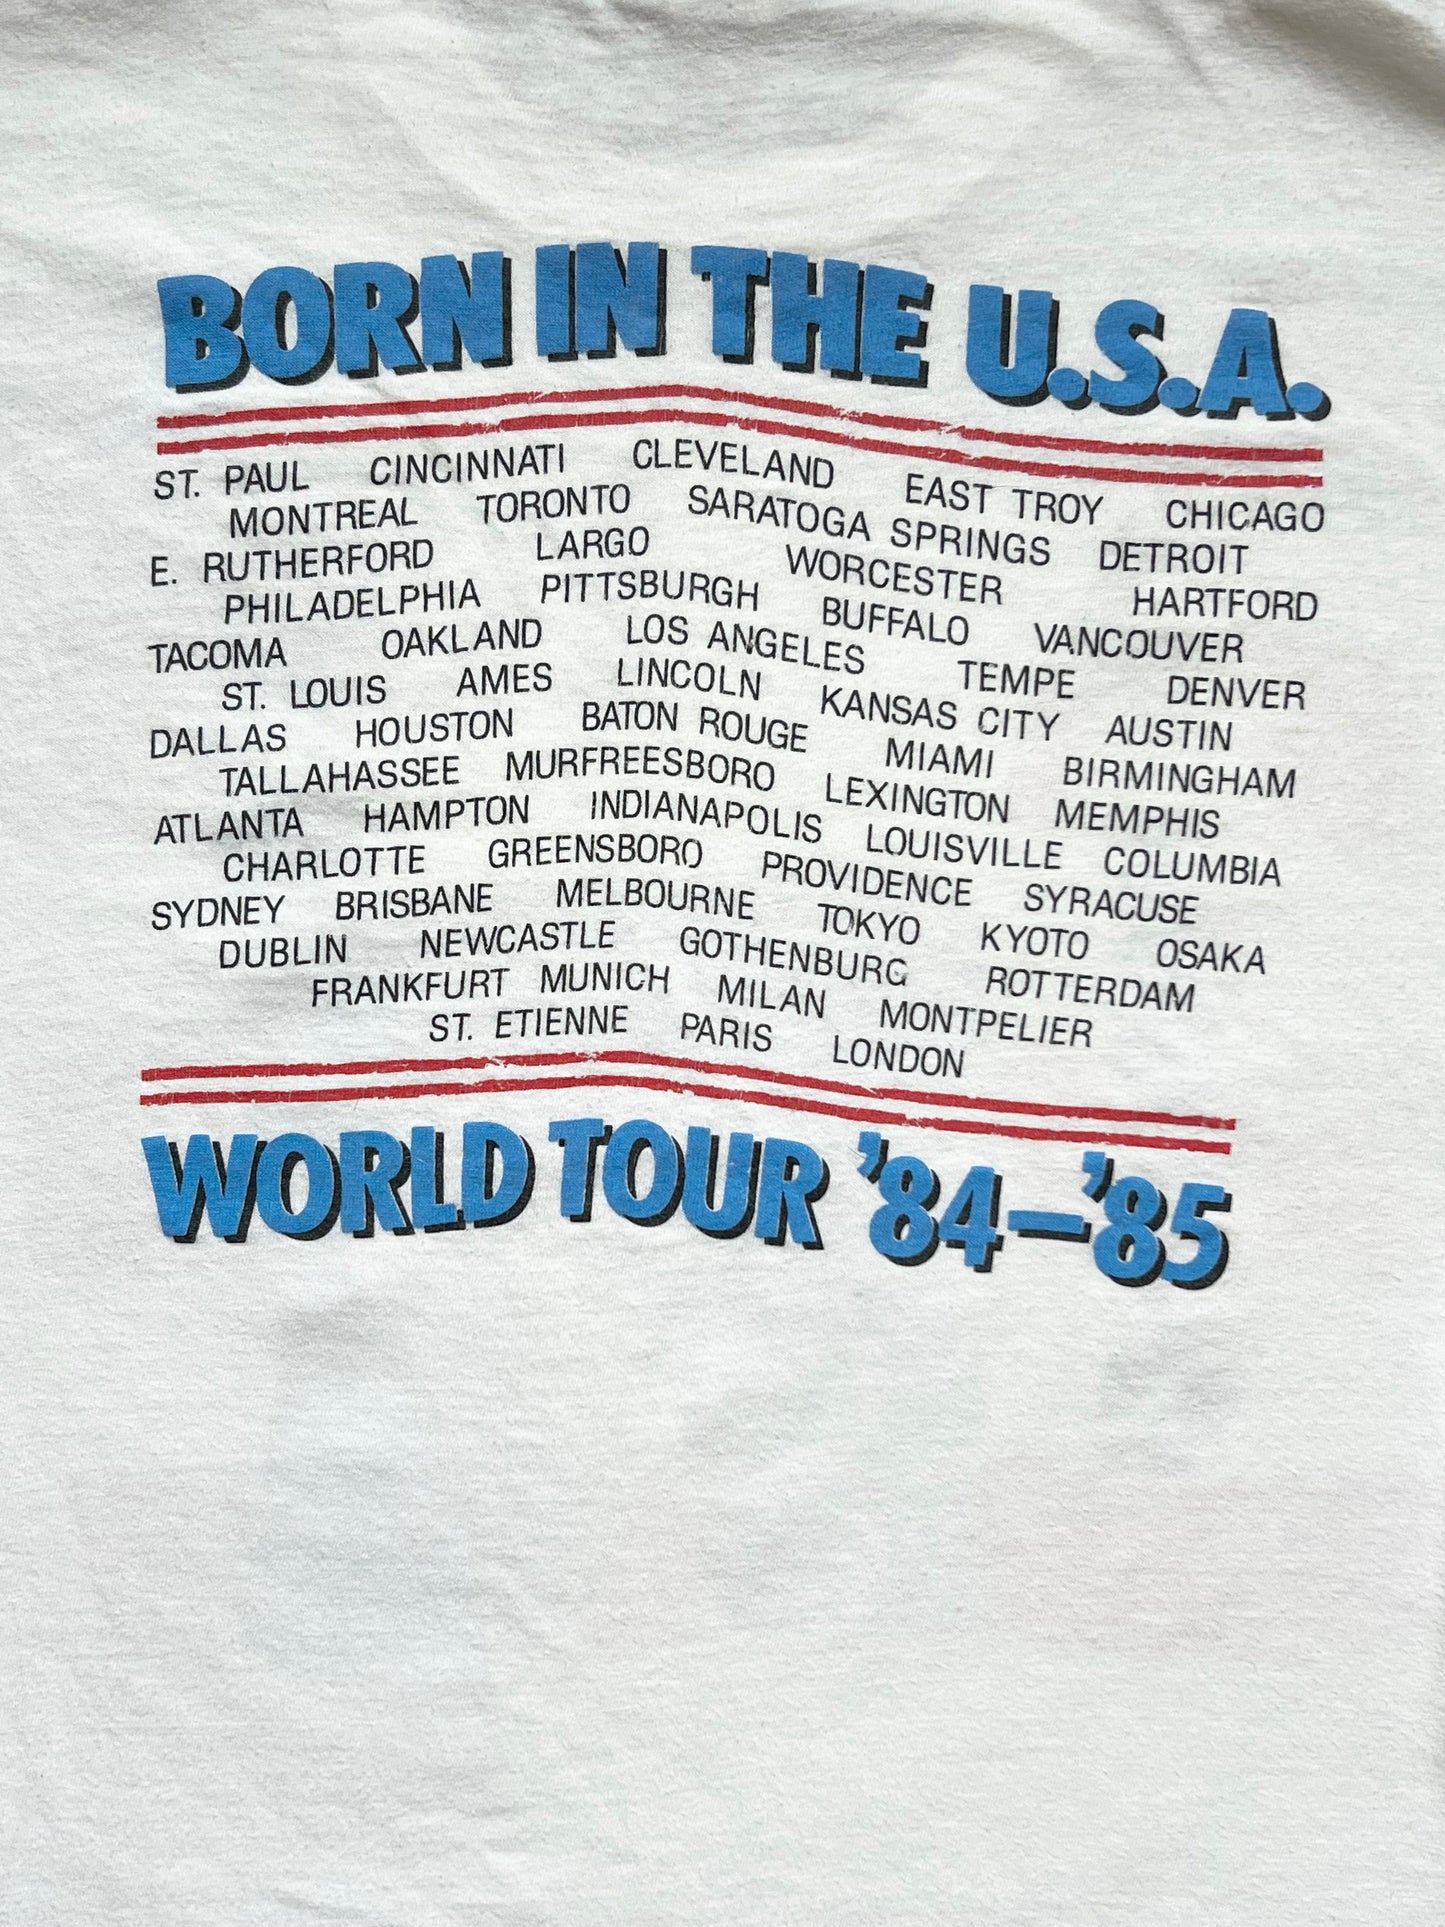 BORN IN THE U.S.A.
ST. PAUL CINCINNATI CLEVELAND EAST TROY CHICAGO
MONTREAL TORONTO SARATOGA SPRINGS DETROIT
E. RUTHERFORD LARGO WORCESTER HARTFORD
PHILADELPHIA PITTSBURGH BUFFALO VANCOUVER
TACOMA OAKLAND LOS ANGELES TEMPE DENVER
ST. LOUIS AMES LINCOLN KANSAS CITY AUSTIN
DALLAS HOUSTON BATON ROUGE MIAMI BIRMINGHAM
TALLAHASSEE MURFREESBORO LEXINGTON MEMPHIS
ATLANTA HAMPTON INDIANAPOLIS LOUISVILLE COLUMBIA
CHARLOTTE GREENSBORO PROVIDENCE SYRACUSE
SYDNEY BRISBANE MELBOURNE TOKYO KYOTO OSAKA
DUBLIN NEWCASTLE GOTHENBURG ROTTERDAM
FRANKFURT MUNICH MILAN MONTPELIER
ST. ETIENNE PARIS LONDON
WORLD TOUR '84–'85